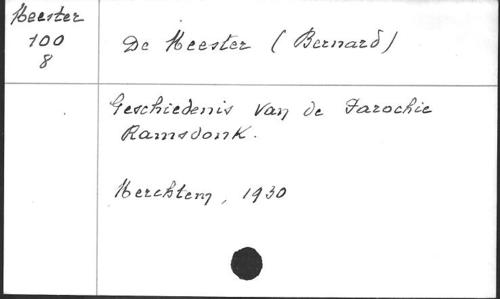 Meester
100
8
De Meester (Bernard)
Geschiedenis van de Parochie
Ramsdonk.
Merchtem, 1930